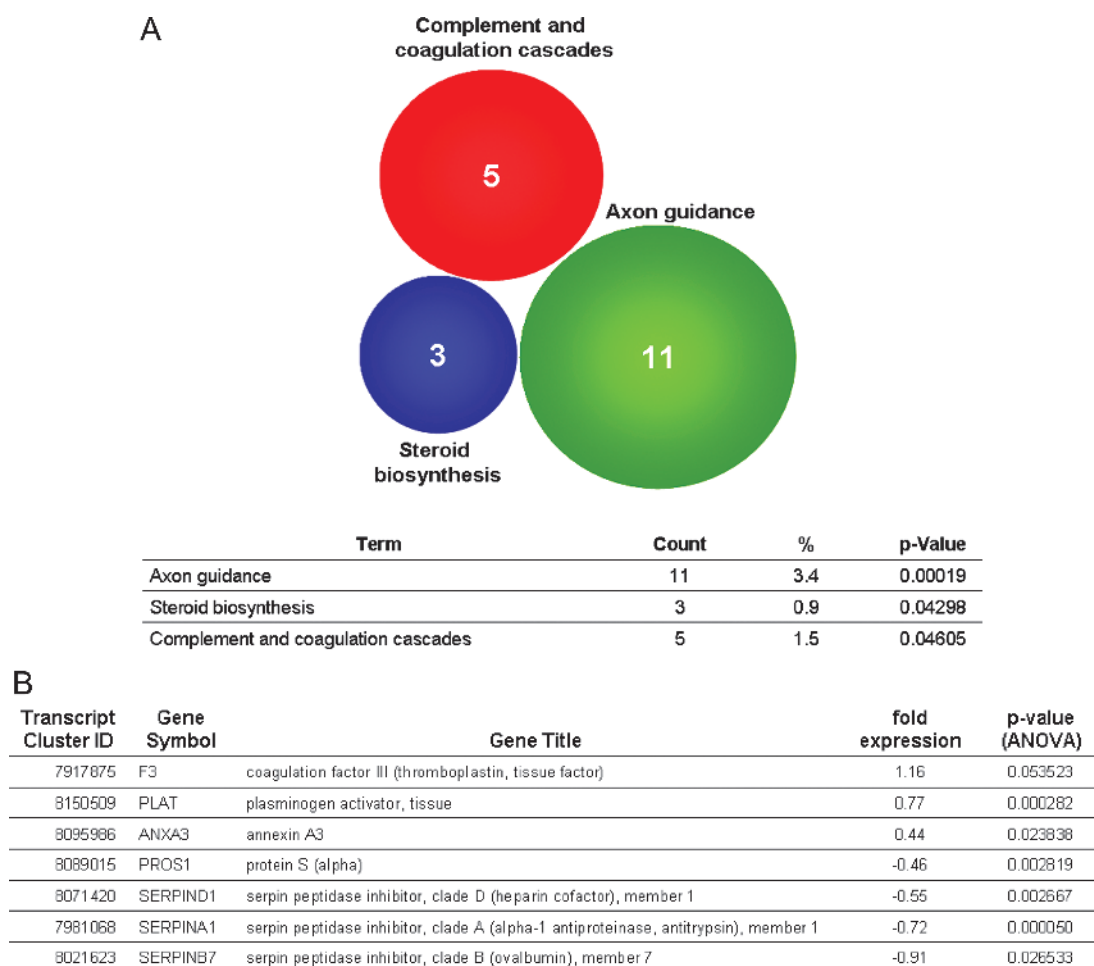 A
Complement and
coagulation cascades
5
Axon guidance
3
11
Steroid
biosynthesis
Term Count % p-Value
Axon guidance 11 3.4 0.00019
Steroid biosynthesis 3 0.9 0.04298
Complement and coagulation cascades 5 1.5 0.04605
B
Transcript Cluster ID Gene Symbol Gene Title fold expression p-value (ANOVA)
7917875 F3 coagulation factor III (thromboplastin, tissue factor) 1.16 0.053523
8150509 PLAT plasminogen activator, tissue 0.77 0.000282
8095986 ANXA3 annexin A3 0.44 0.023838
8089015 PROS1 protein S (alpha) -0.46 0.002819
8071420 SERPIND1 serpin peptidase inhibitor, clade D (heparin cofactor), member 1 -0.55 0.002667
7981068 SERPINA1 serpin peptidase inhibitor, clade A (alpha-1 antiproteinase, antitrypsin), member 1 -0.72 0.000050
8021623 SERPINB7 serpin peptidase inhibitor, clade B (ovalbumin), member 7 -0.91 0.026533